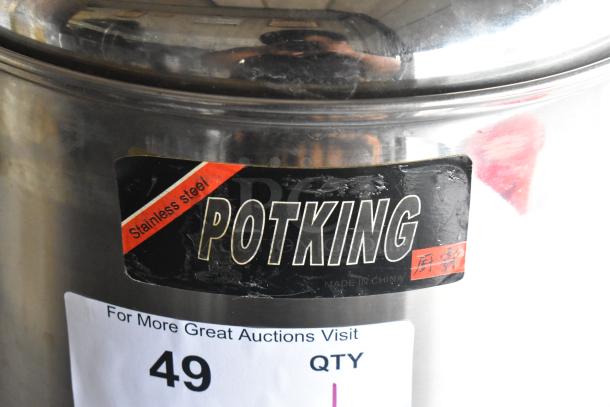 Stainless steel
POTKING
MADE IN CHINA
For More Great Auctions Visit
49
QTY